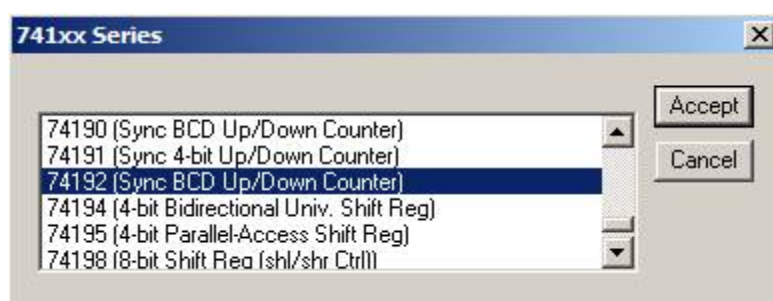 741xx Series
74190 (Sync BCD Up/Down Counter)
74191 (Sync 4-bit Up/Down Counter)
74192 (Sync BCD Up/Down Counter)
74194 (4-bit Bidirectional Univ. Shift Reg)
74195 (4-bit Parallel-Access Shift Reg)
74198 (8-bit Shift Reg (shl/shr Ctrl))
Accept
Cancel